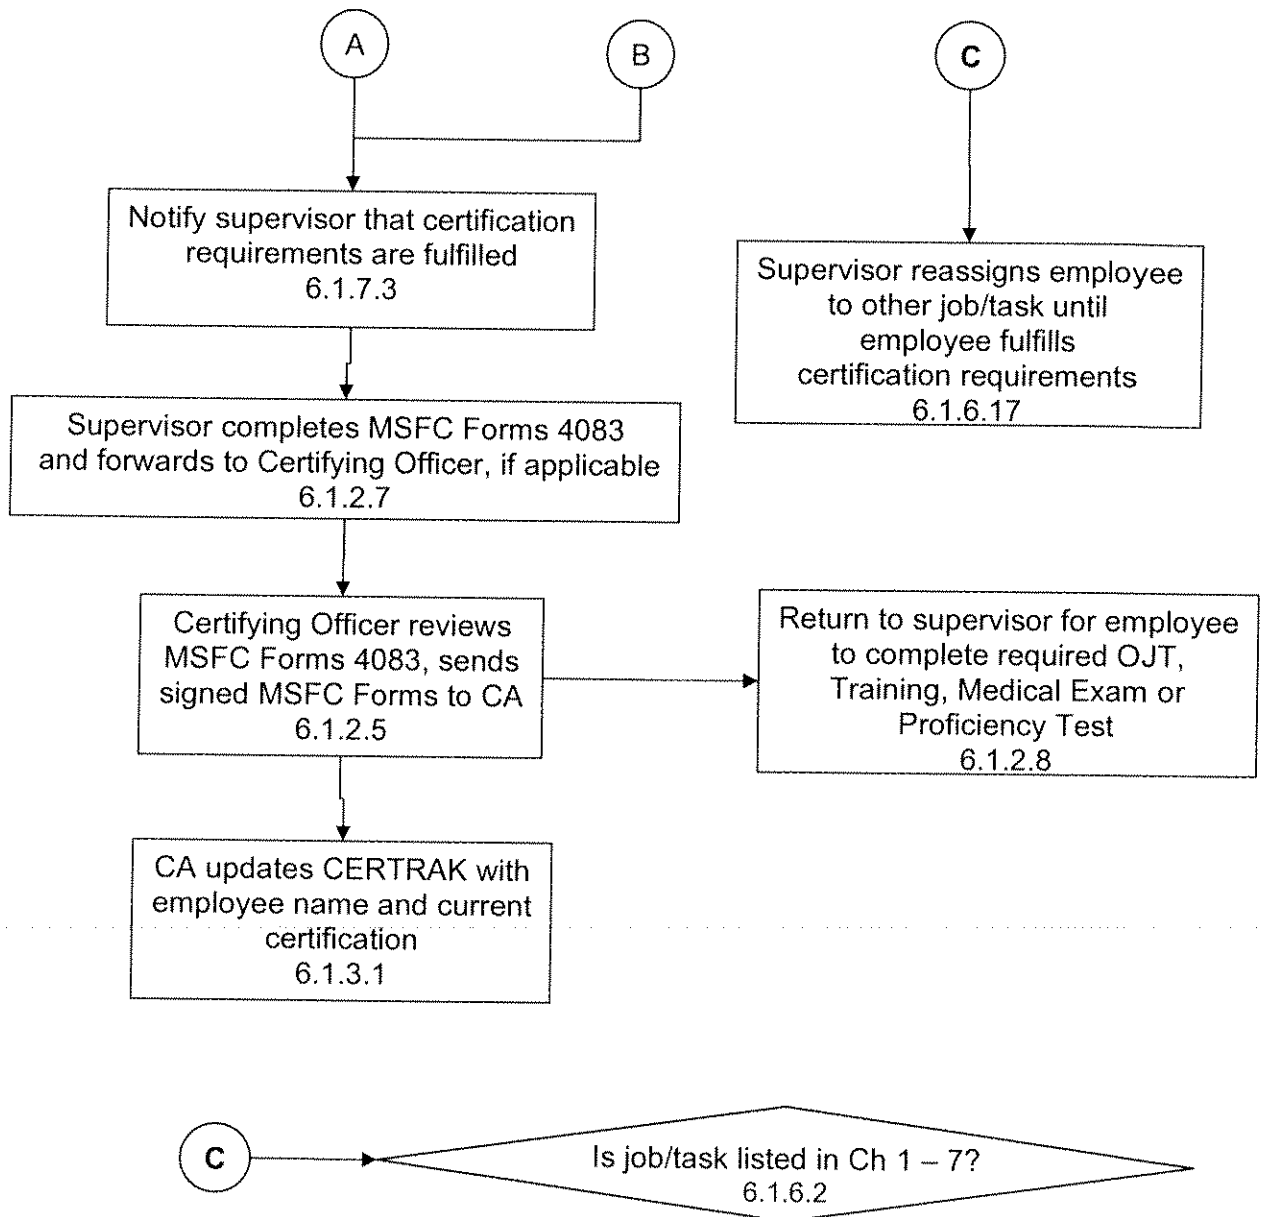 A
B
C
Notify supervisor that certification
requirements are fulfilled
6.1.7.3
Supervisor reassigns employee
to other job/task until
employee fulfills
certification requirements
6.1.6.17
Supervisor completes MSFC Forms 4083
and forwards to Certifying Officer, if applicable
6.1.2.7
Certifying Officer reviews
MSFC Forms 4083, sends
signed MSFC Forms to CA
6.1.2.5
Return to supervisor for employee
to complete required OJT,
Training, Medical Exam or
Proficiency Test
6.1.2.8
CA updates CERTRAK with
employee name and current
certification
6.1.3.1
C
Is job/task listed in Ch 1 – 7?
6.1.6.2